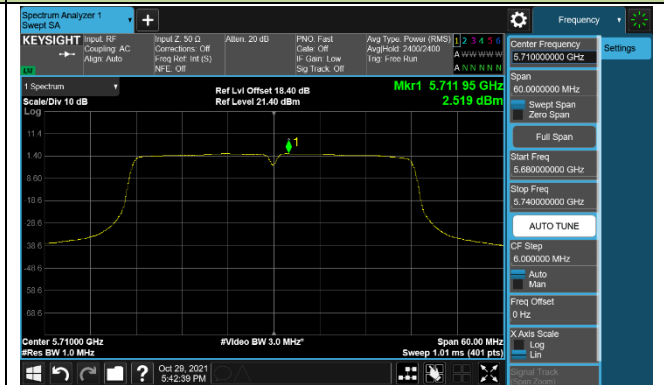 Spectrum Analyzer 1
Swept SA
+
Frequency
KEYSIGHT
Input: RF
Coupling: AC
Align: Auto
Input Z: 50 Ω
Corrections: Off
Freq Ref: Int (S)
NFE: Off
Atten: 20 dB
PNO: Fast
Gate: Off
IF Gain: Low
Sig Track: Off
Avg Type: Power (RMS)
Avg|Hold: 2400/2400
Trig: Free Run
1 2 3 4 5 6
A W W W W W
A N N N N N
1 Spectrum
Scale/Div 10 dB
Log
Ref Lvl Offset 18.40 dB
Ref Level 21.40 dBm
Mkr1 5.711 95 GHz
2.519 dBm
1
11.4
1.40
-8.60
-18.6
-28.6
-38.6
-48.6
-58.6
-68.6
Center 5.71000 GHz
#Res BW 1.0 MHz
#Video BW 3.0 MHz*
Span 60.00 MHz
Sweep 1.01 ms (401 pts)
Center Frequency
5.710000000 GHz
Span
60.0000000 MHz
Swept Span
Zero Span
Full Span
Start Freq
5.680000000 GHz
Stop Freq
5.740000000 GHz
AUTO TUNE
CF Step
6.000000 MHz
Auto
Man
Freq Offset
0 Hz
X Axis Scale
Log
Lin
Signal Track
(Span Zoom)
Settings
?
Oct 29, 2021
5:42:39 PM